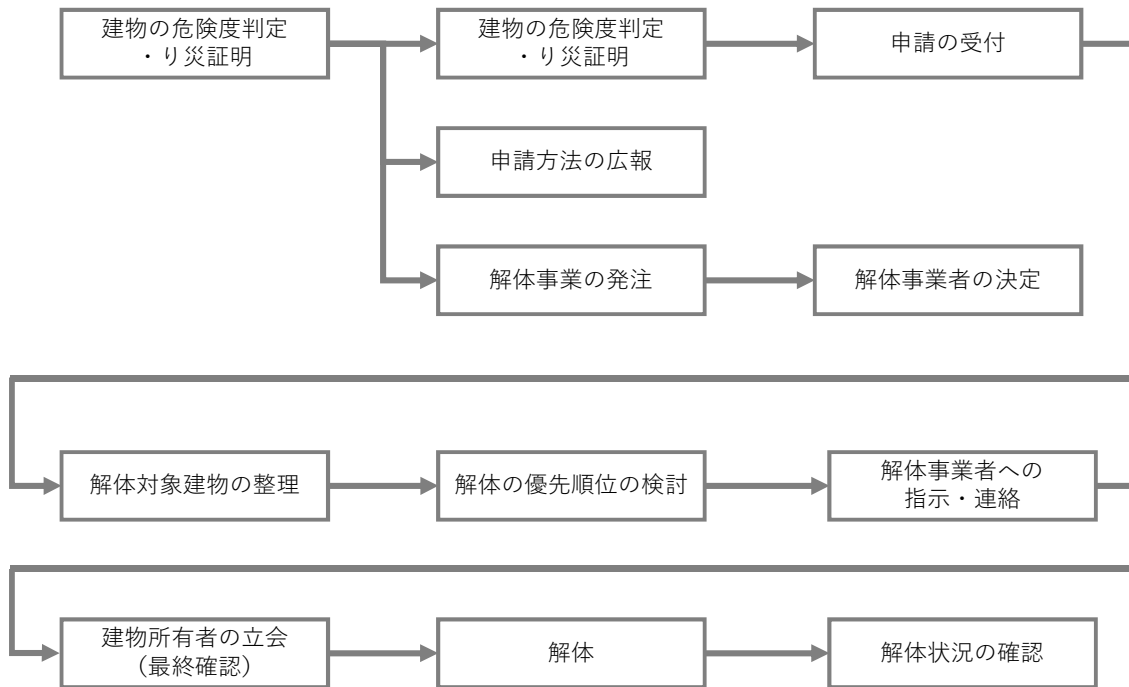 建物の危険度判定
・り災証明
建物の危険度判定
・り災証明
申請の受付
申請方法の広報
解体事業の発注
解体事業者の決定
解体対象建物の整理
解体の優先順位の検討
解体事業者への
指示・連絡
建物所有者の立会
（最終確認）
解体
解体状況の確認